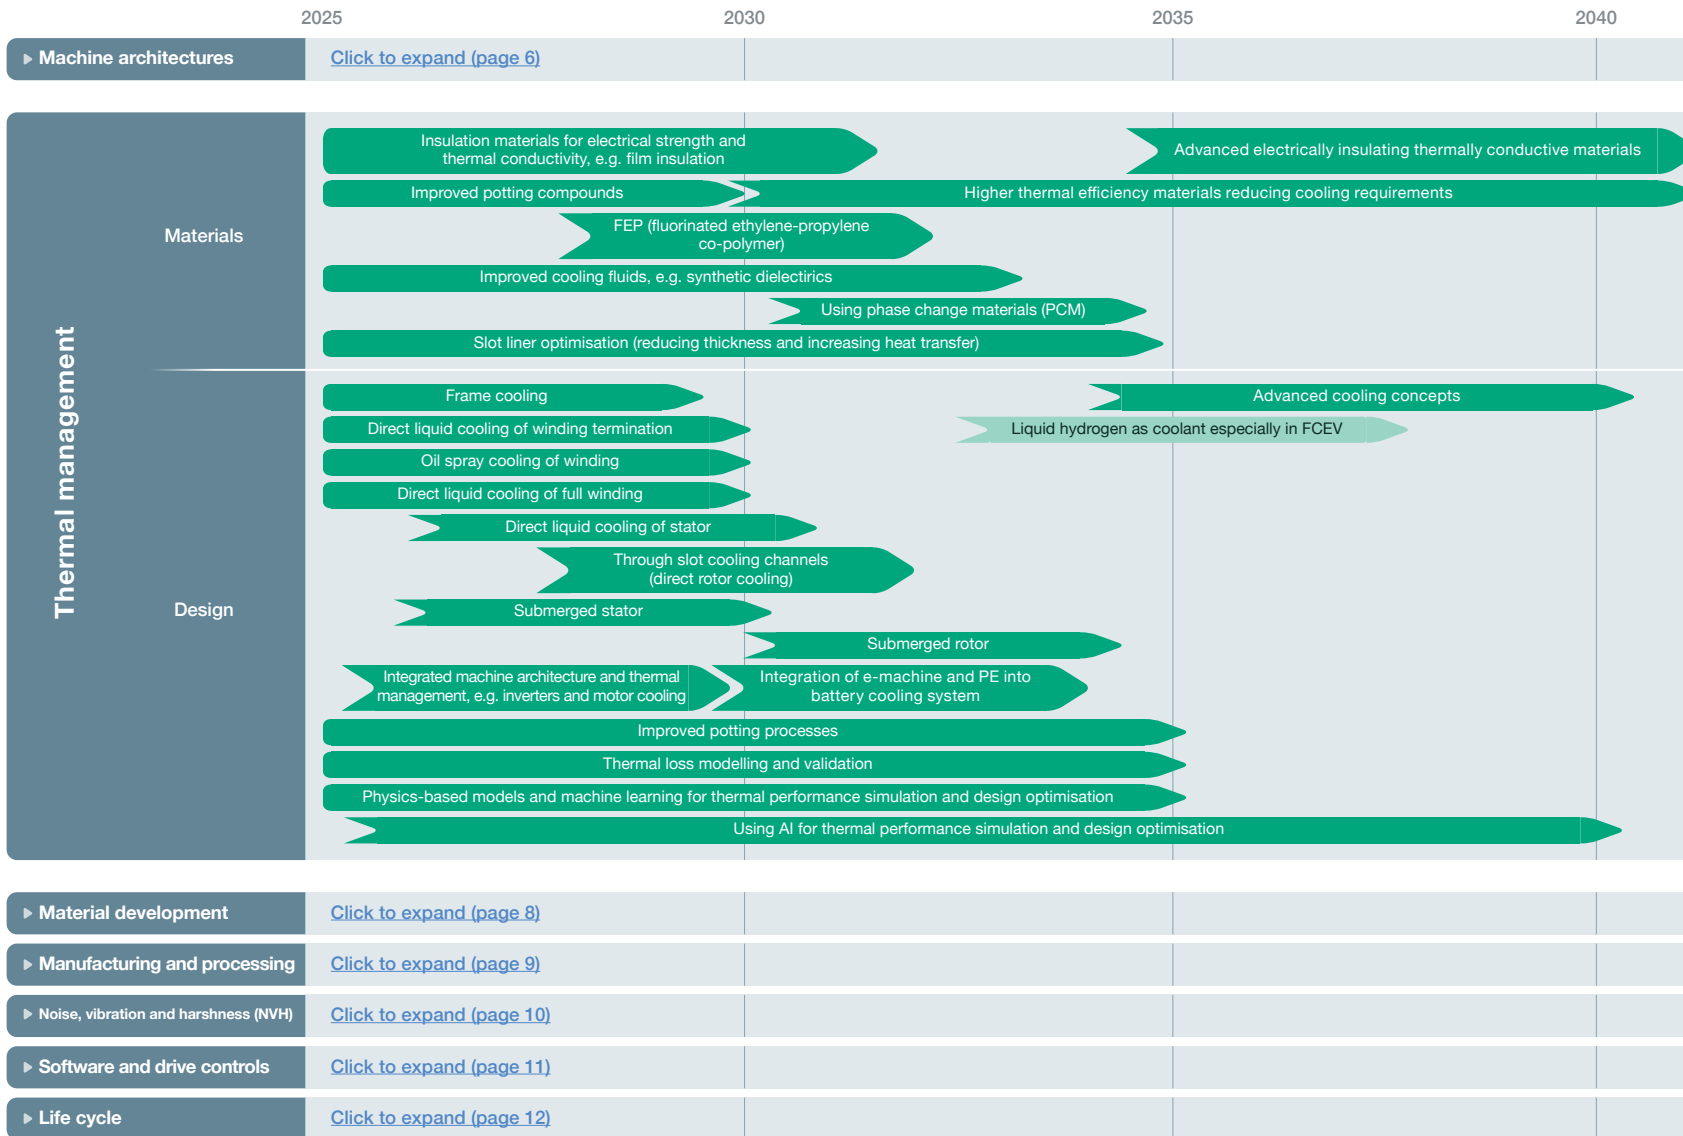 2025
2030
2035
2040
Machine architectures
Click to expand (page 6)
Thermal management
Materials
Insulation materials for electrical strength and
thermal conductivity, e.g. film insulation
Advanced electrically insulating thermally conductive materials
Improved potting compounds
Higher thermal efficiency materials reducing cooling requirements
FEP (fluorinated ethylene-propylene
co-polymer)
Improved cooling fluids, e.g. synthetic dielectirics
Using phase change materials (PCM)
Slot liner optimisation (reducing thickness and increasing heat transfer)
Design
Frame cooling
Advanced cooling concepts
Direct liquid cooling of winding termination
Liquid hydrogen as coolant especially in FCEV
Oil spray cooling of winding
Direct liquid cooling of full winding
Direct liquid cooling of stator
Through slot cooling channels
(direct rotor cooling)
Submerged stator
Submerged rotor
Integrated machine architecture and thermal
management, e.g. inverters and motor cooling
Integration of e-machine and PE into
battery cooling system
Improved potting processes
Thermal loss modelling and validation
Physics-based models and machine learning for thermal performance simulation and design optimisation
Using AI for thermal performance simulation and design optimisation
Material development
Click to expand (page 8)
Manufacturing and processing
Click to expand (page 9)
Noise, vibration and harshness (NVH)
Click to expand (page 10)
Software and drive controls
Click to expand (page 11)
Life cycle
Click to expand (page 12)